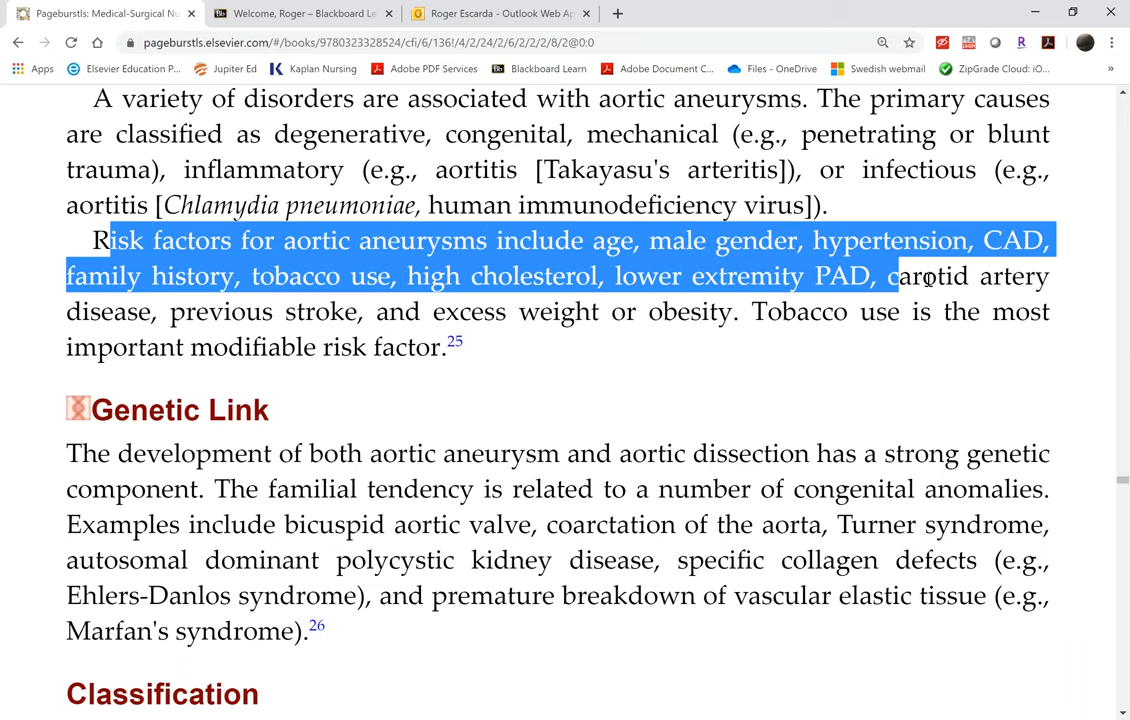 Pageburstls: Medical-Surgical Nu
Bb Welcome, Roger – Blackboard Le
Roger Escarda - Outlook Web Ap
pageburstls.elsevier.com/#/books/9780323328524/cfi/6/136!/4/2/24/2/6/2/2/2/8/2@0:0
Apps Elsevier Education P... Jupiter Ed Kaplan Nursing Adobe PDF Services Bb Blackboard Learn Adobe Document C... Files - OneDrive Swedish webmail ZipGrade Cloud: iO... »
A variety of disorders are associated with aortic aneurysms. The primary causes
are classified as degenerative, congenital, mechanical (e.g., penetrating or blunt
trauma), inflammatory (e.g., aortitis [Takayasu's arteritis]), or infectious (e.g.,
aortitis [Chlamydia pneumoniae, human immunodeficiency virus]).
Risk factors for aortic aneurysms include age, male gender, hypertension, CAD,
family history, tobacco use, high cholesterol, lower extremity PAD, carotid artery
disease, previous stroke, and excess weight or obesity. Tobacco use is the most
important modifiable risk factor.25
Genetic Link
The development of both aortic aneurysm and aortic dissection has a strong genetic
component. The familial tendency is related to a number of congenital anomalies.
Examples include bicuspid aortic valve, coarctation of the aorta, Turner syndrome,
autosomal dominant polycystic kidney disease, specific collagen defects (e.g.,
Ehlers-Danlos syndrome), and premature breakdown of vascular elastic tissue (e.g.,
Marfan's syndrome).26
Classification